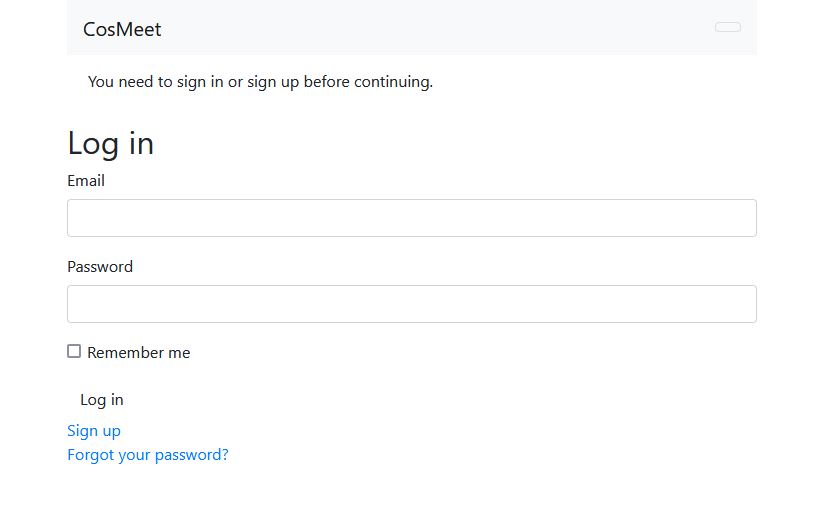 CosMeet
You need to sign in or sign up before continuing.
Log in
Email
Password
Remember me
Log in
Sign up
Forgot your password?